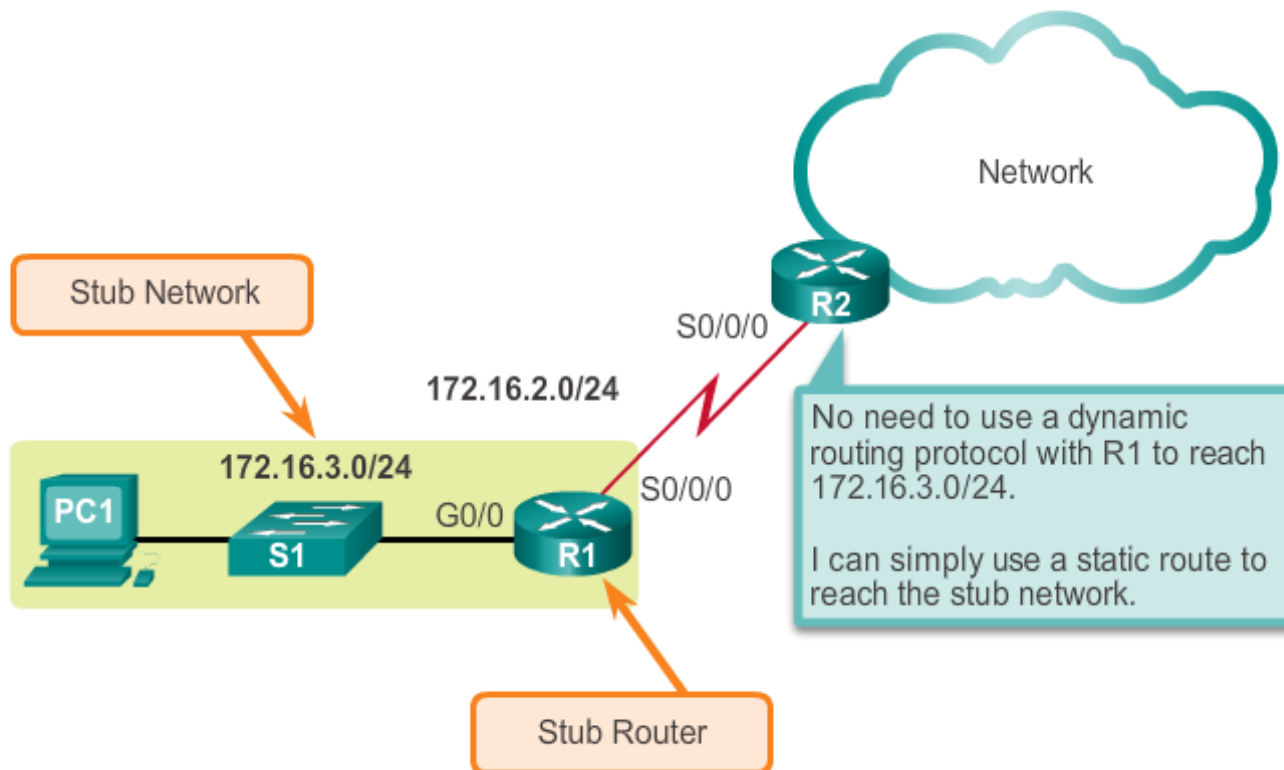 Network
Stub Network
R2
S0/0/0
172.16.2.0/24
No need to use a dynamic
routing protocol with R1 to reach
172.16.3.0/24.
I can simply use a static route to
reach the stub network.
172.16.3.0/24
S0/0/0
PC1
G0/0
S1
R1
Stub Router